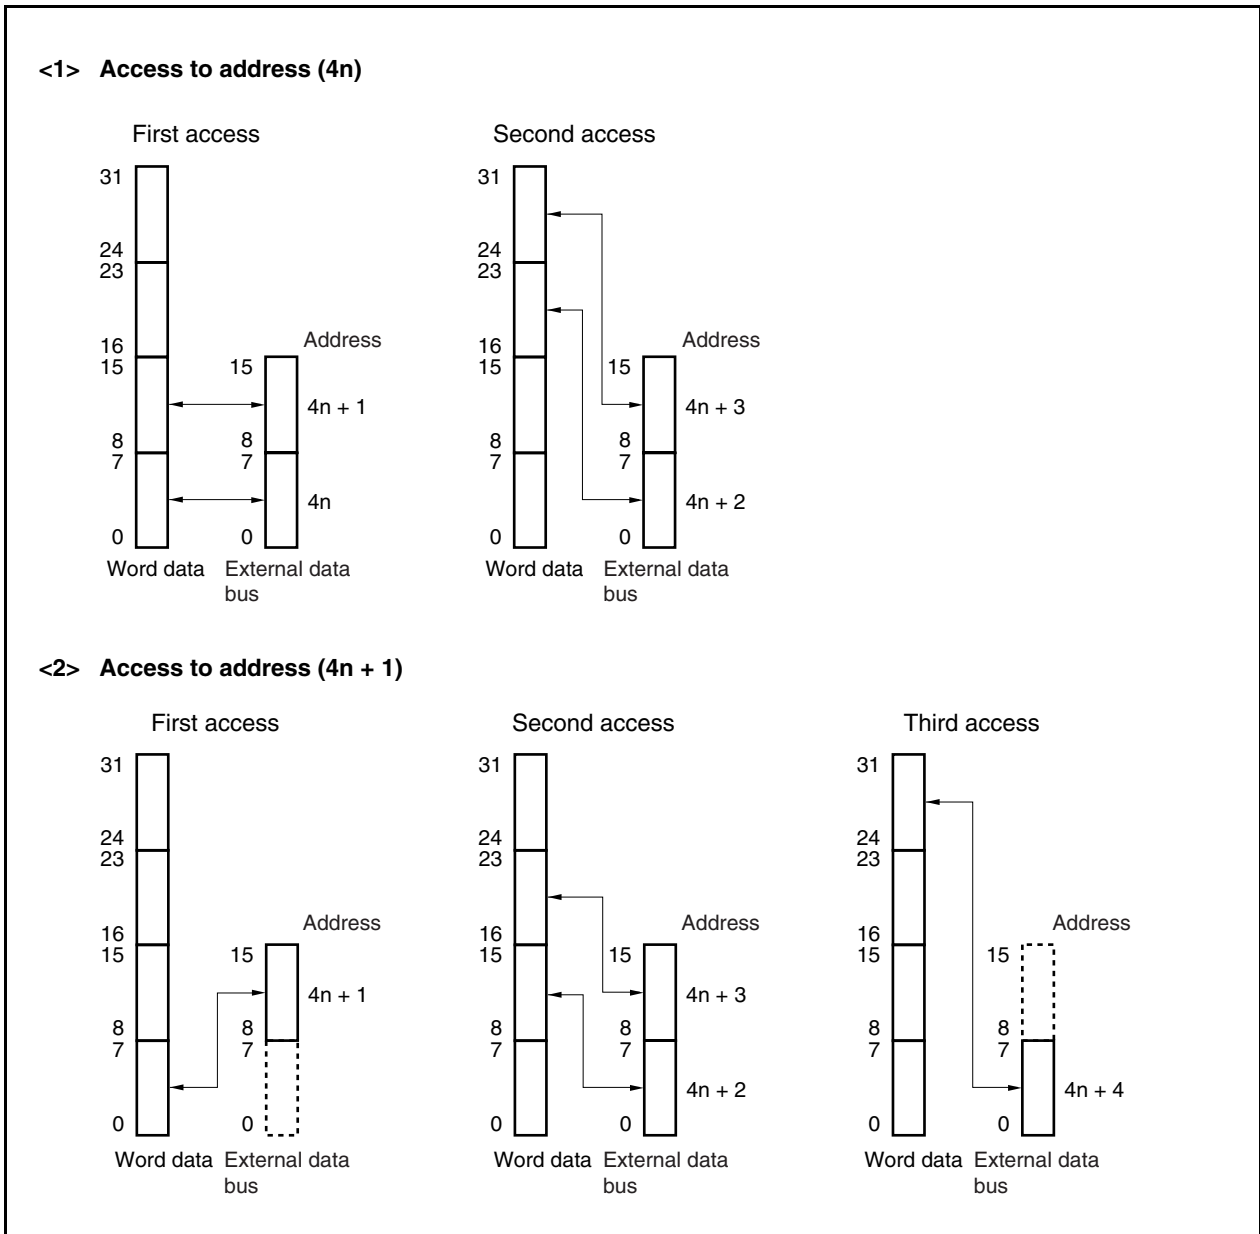 <1> Access to address (4n)
First access
Second access
31
24
23
16
15
8
7
0
15
8
7
0
Address
4n + 1
4n
Word data
External data
bus
31
24
23
16
15
8
7
0
15
8
7
0
Address
4n + 3
4n + 2
Word data
External data
bus
<2> Access to address (4n + 1)
First access
Second access
Third access
31
24
23
16
15
8
7
0
15
8
7
0
Address
4n + 1
Word data
External data
bus
31
24
23
16
15
8
7
0
15
8
7
0
Address
4n + 3
4n + 2
Word data
External data
bus
31
24
23
16
15
8
7
0
15
8
7
0
Address
4n + 4
Word data
External data
bus